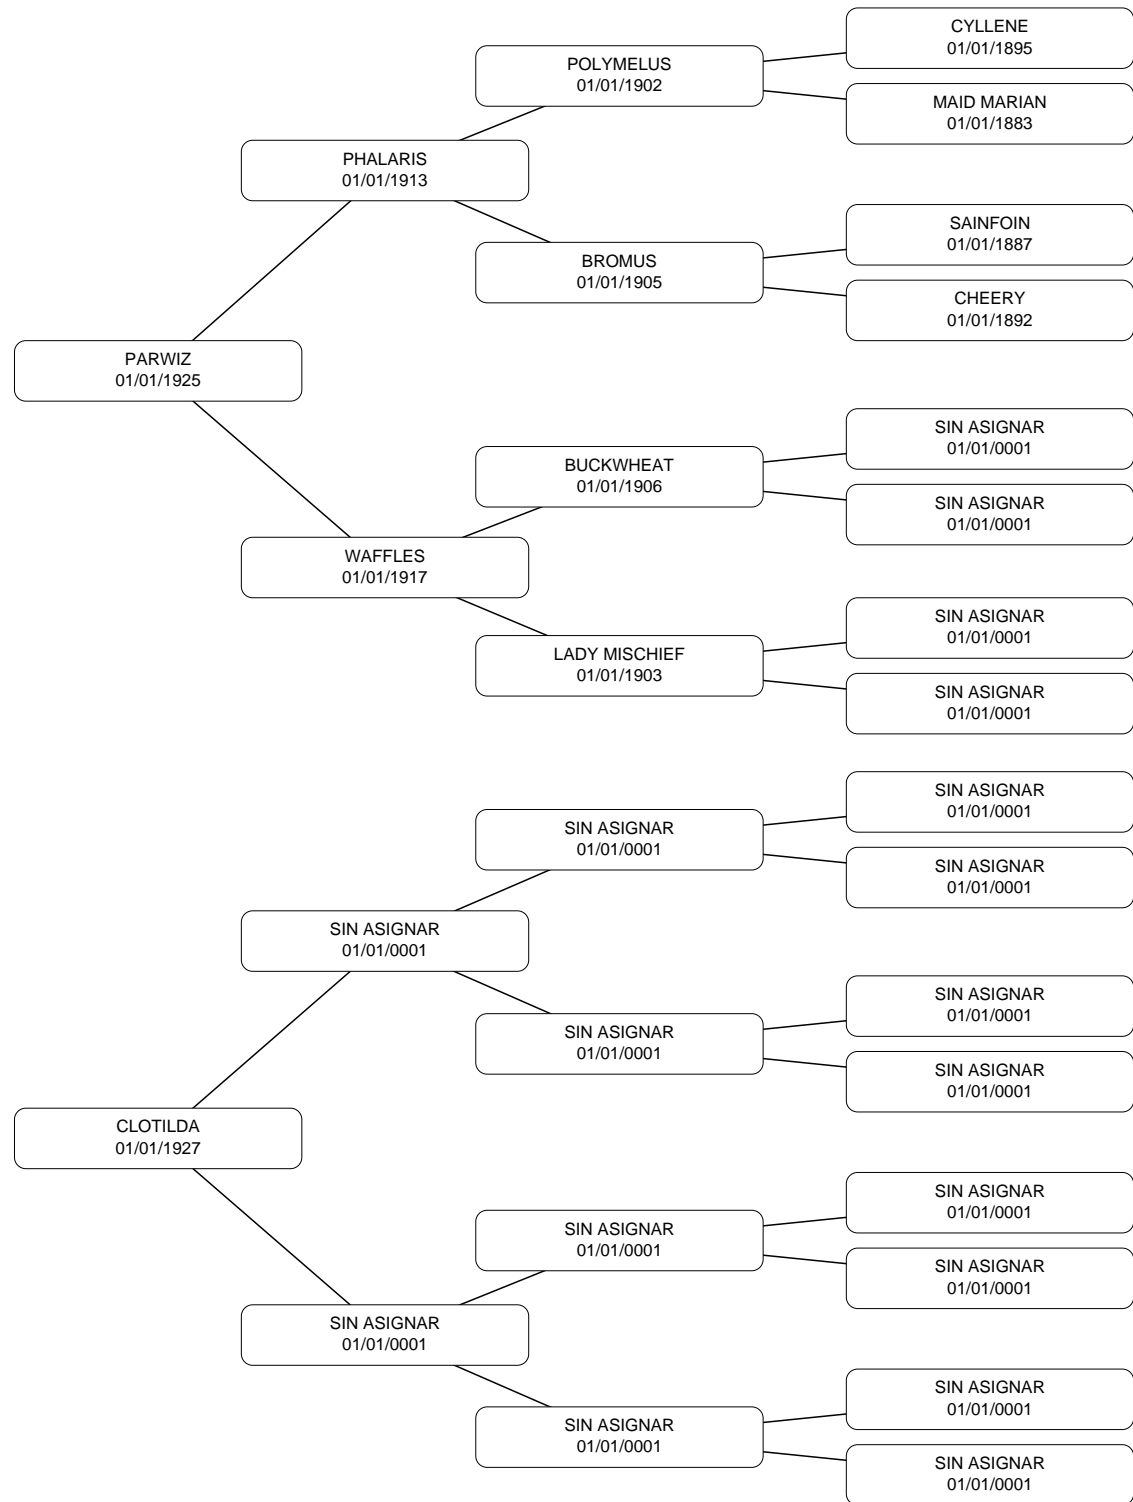 CYLLENE
01/01/1895
POLYMELUS
01/01/1902
MAID MARIAN
01/01/1883
PHALARIS
01/01/1913
SAINFOIN
01/01/1887
BROMUS
01/01/1905
CHEERY
01/01/1892
PARWIZ
01/01/1925
SIN ASIGNAR
01/01/0001
BUCKWHEAT
01/01/1906
SIN ASIGNAR
01/01/0001
WAFFLES
01/01/1917
SIN ASIGNAR
01/01/0001
LADY MISCHIEF
01/01/1903
SIN ASIGNAR
01/01/0001
SIN ASIGNAR
01/01/0001
SIN ASIGNAR
01/01/0001
SIN ASIGNAR
01/01/0001
SIN ASIGNAR
01/01/0001
SIN ASIGNAR
01/01/0001
SIN ASIGNAR
01/01/0001
SIN ASIGNAR
01/01/0001
CLOTILDA
01/01/1927
SIN ASIGNAR
01/01/0001
SIN ASIGNAR
01/01/0001
SIN ASIGNAR
01/01/0001
SIN ASIGNAR
01/01/0001
SIN ASIGNAR
01/01/0001
SIN ASIGNAR
01/01/0001
SIN ASIGNAR
01/01/0001